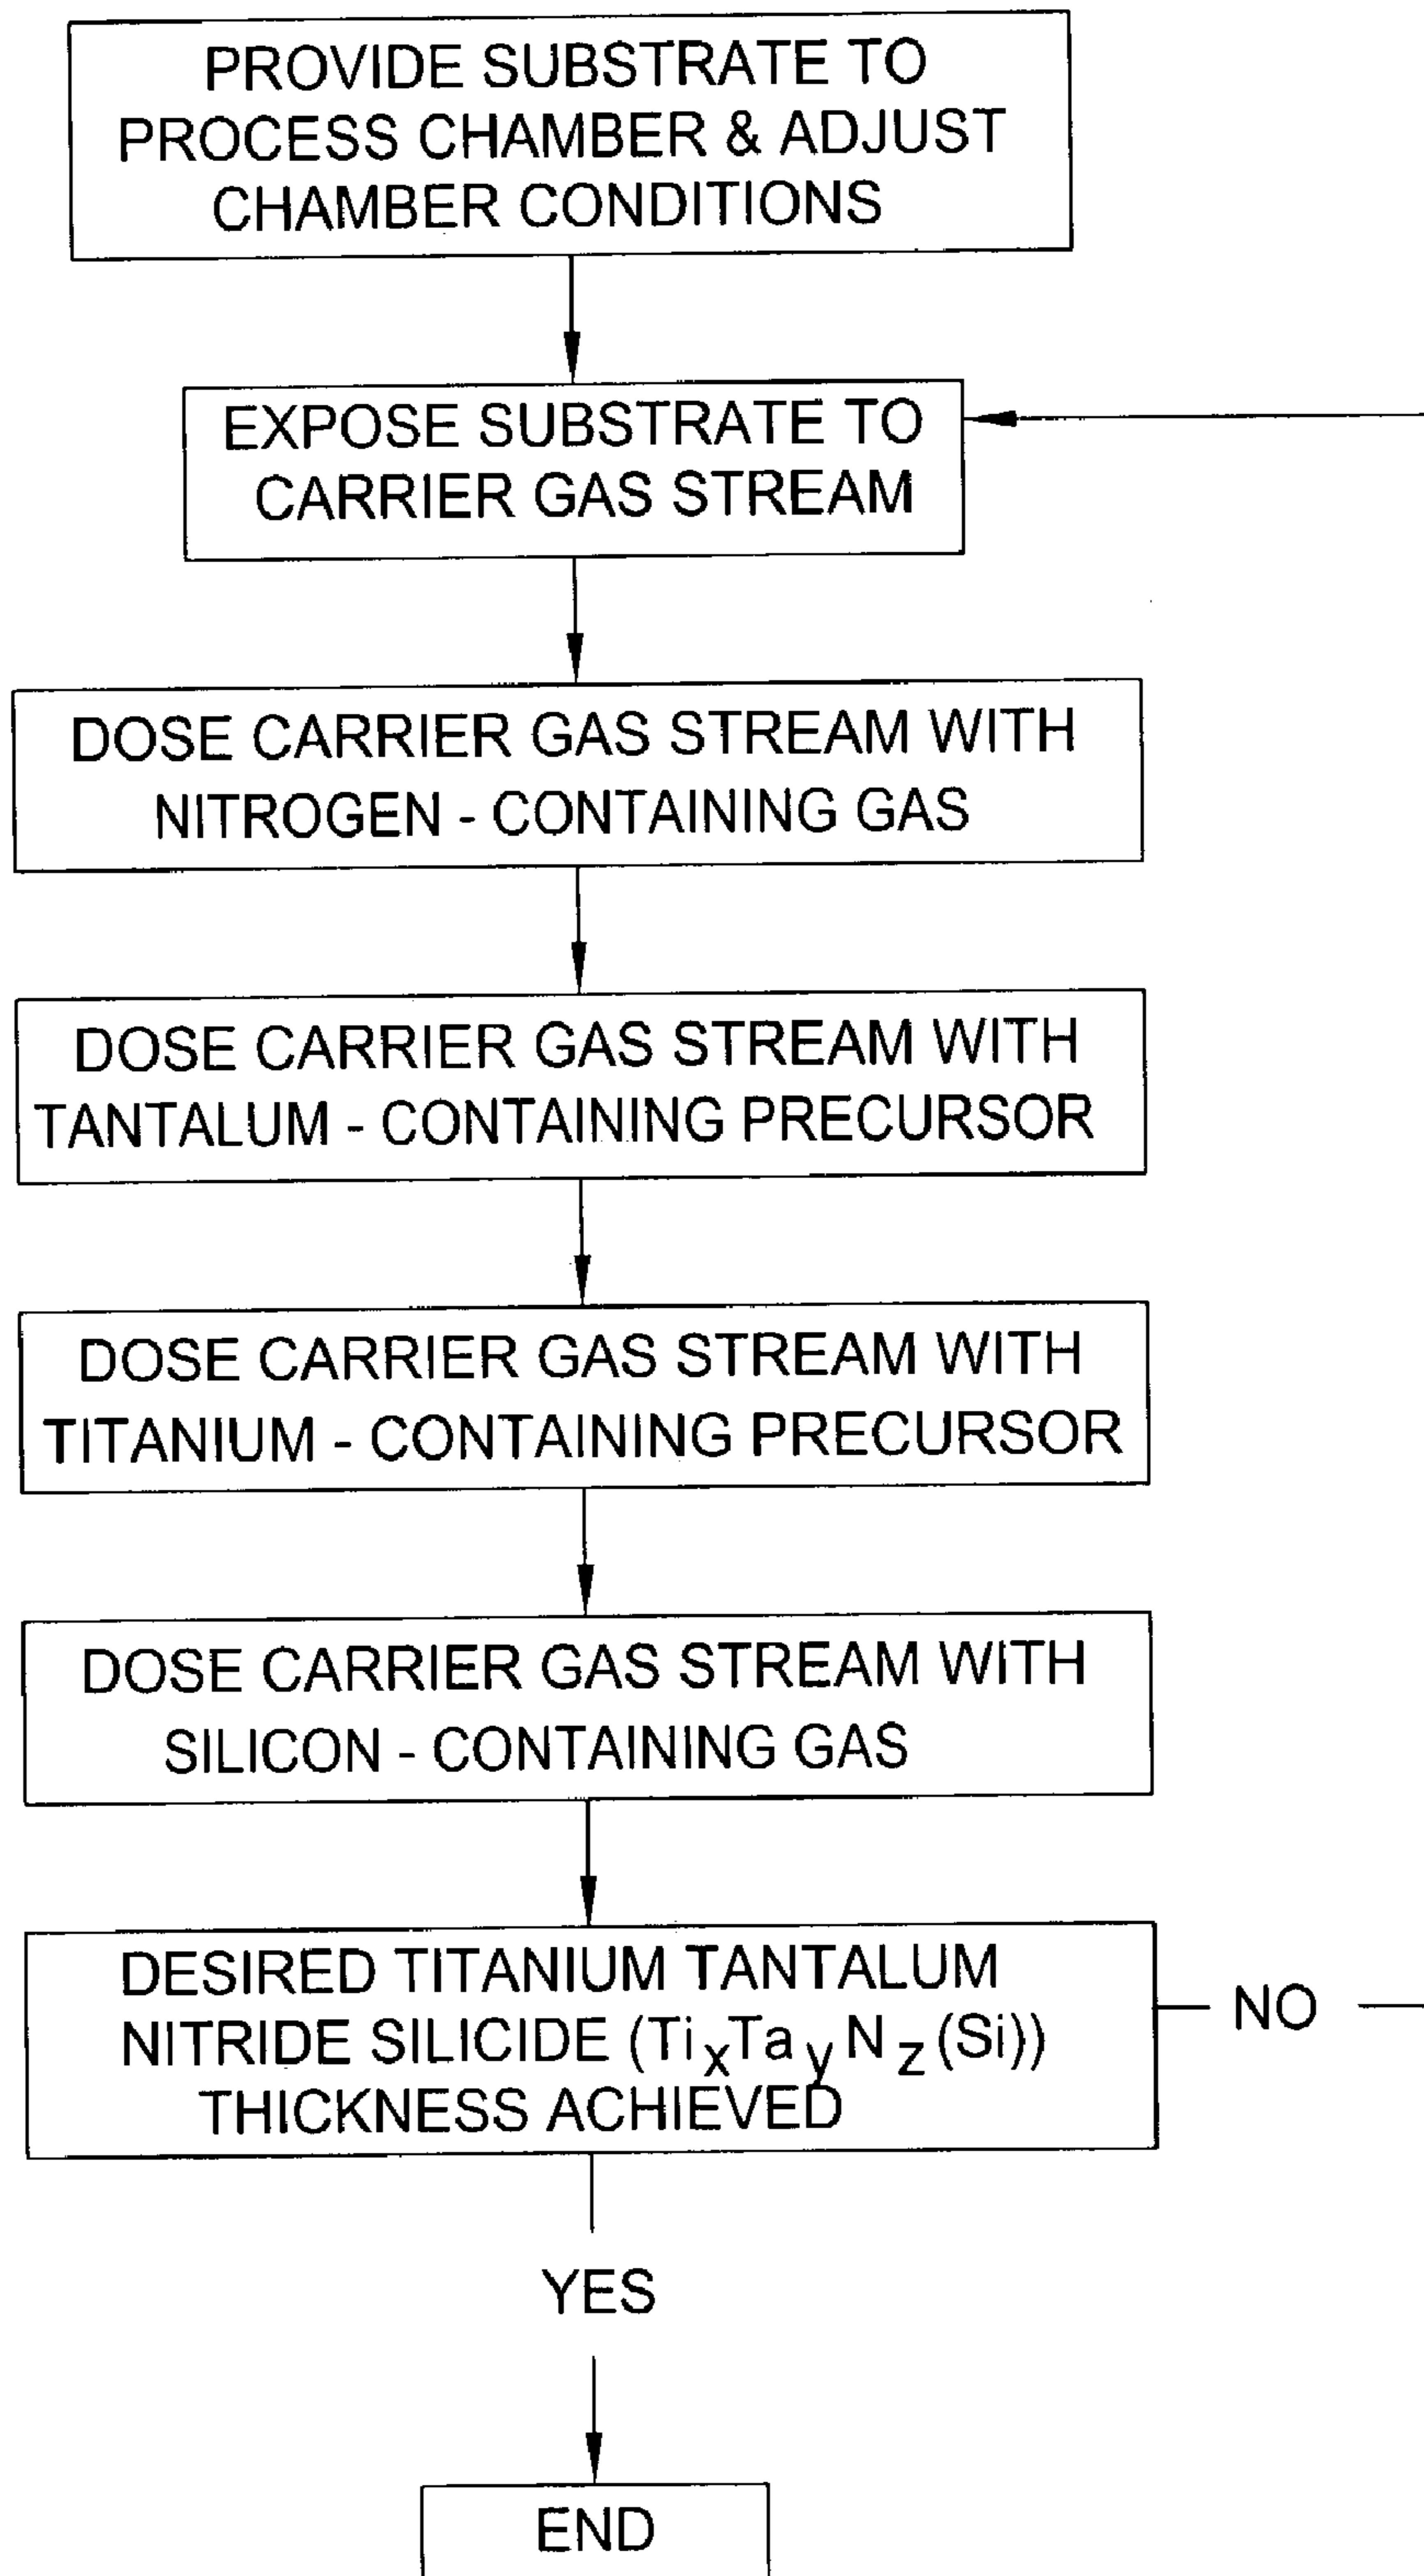 PROVIDE SUBSTRATE TO
PROCESS CHAMBER & ADJUST
CHAMBER CONDITIONS
EXPOSE SUBSTRATE TO
CARRIER GAS STREAM
DOSE CARRIER GAS STREAM WITH
NITROGEN - CONTAINING GAS
DOSE CARRIER GAS STREAM WITH
TANTALUM - CONTAINING PRECURSOR
DOSE CARRIER GAS STREAM WITH
TITANIUM - CONTAINING PRECURSOR
DOSE CARRIER GAS STREAM WITH
SILICON - CONTAINING GAS
DESIRED TITANIUM TANTALUM
NITRIDE SILICIDE (TixTayNz(Si))
THICKNESS ACHIEVED
NO
YES
END